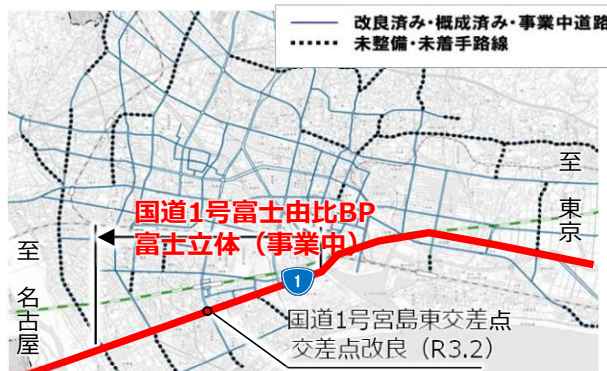 改良済み・概成済み・事業中道路
未整備・未着手路線
至 東京
国道1号富士由比BP
富士立体（事業中）
至 名古屋
1
国道1号宮島東交差点
交差点改良（R3.2）